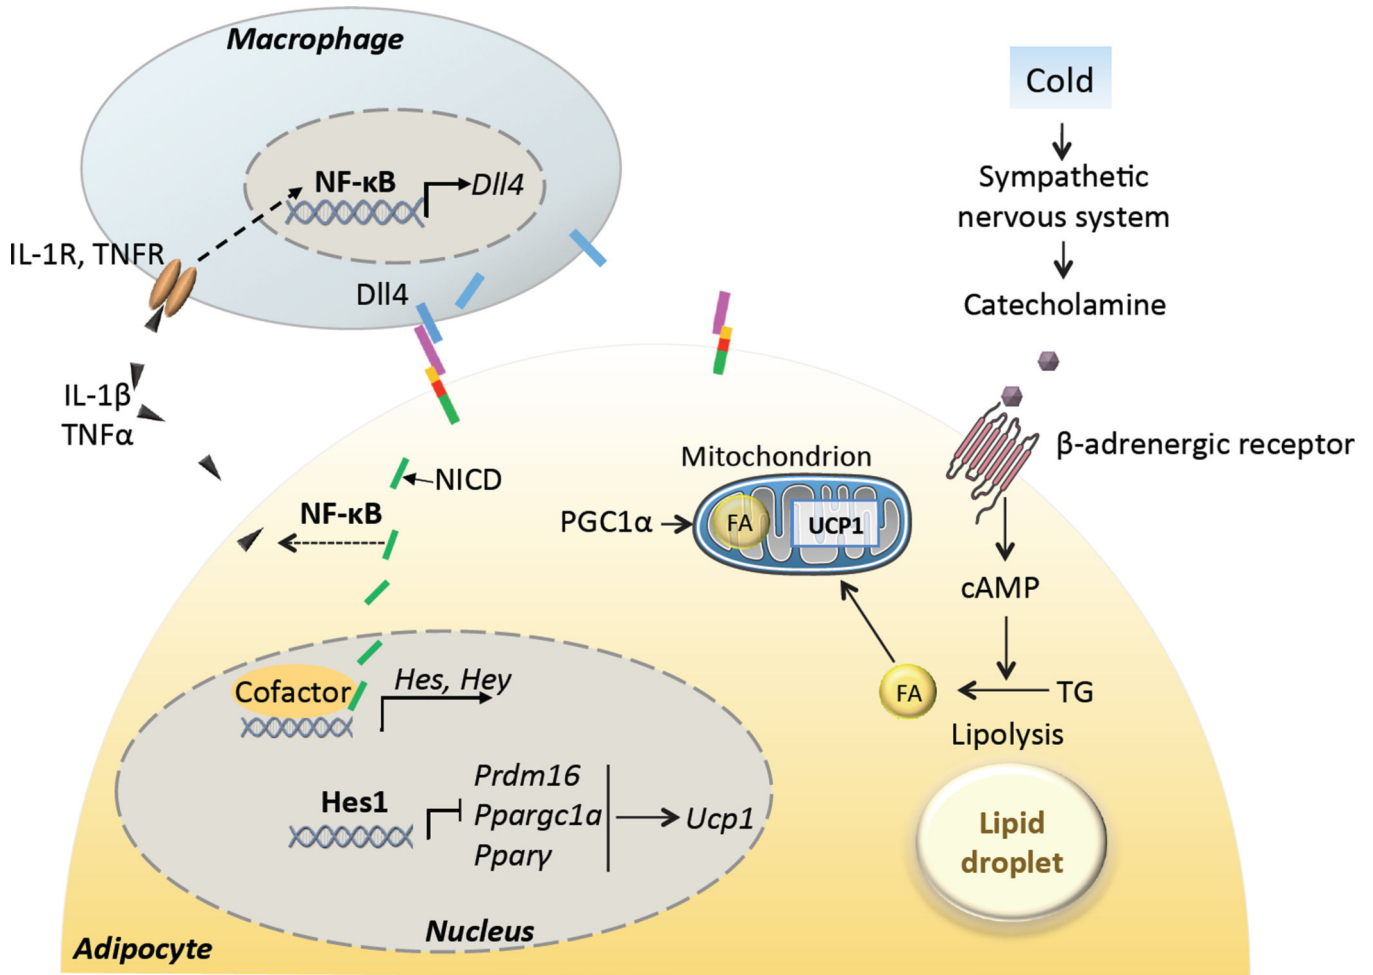 Macrophage
NF-κB
Dll4
IL-1R, TNFR
Dll4
IL-1β
TNFα
NICD
NF-κB
Cofactor
Hes, Hey
Hes1
Prdm16
Ppargc1a
Pparγ
Ucp1
Nucleus
Adipocyte
Mitochondrion
PGC1α
FA
UCP1
Cold
Sympathetic
nervous system
Catecholamine
β-adrenergic receptor
cAMP
FA
TG
Lipolysis
Lipid
droplet